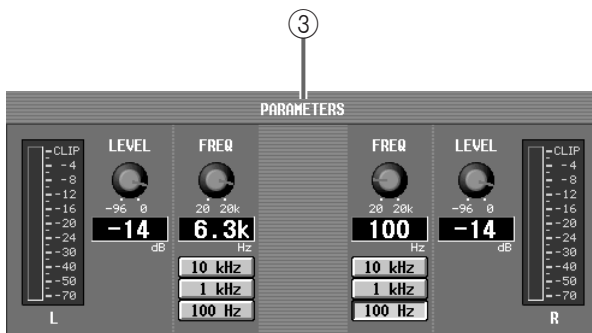 ③
PARAMETERS
CLIP
-4
-8
-12
-16
-20
-24
-30
-40
-50
-70
L
LEVEL
-96 0
-14
dB
FREQ
20 20k
6.3k
Hz
10 kHz
1 kHz
100 Hz
FREQ
20 20k
100
Hz
10 kHz
1 kHz
100 Hz
LEVEL
-96 0
-14
dB
CLIP
-4
-8
-12
-16
-20
-24
-30
-40
-50
-70
R